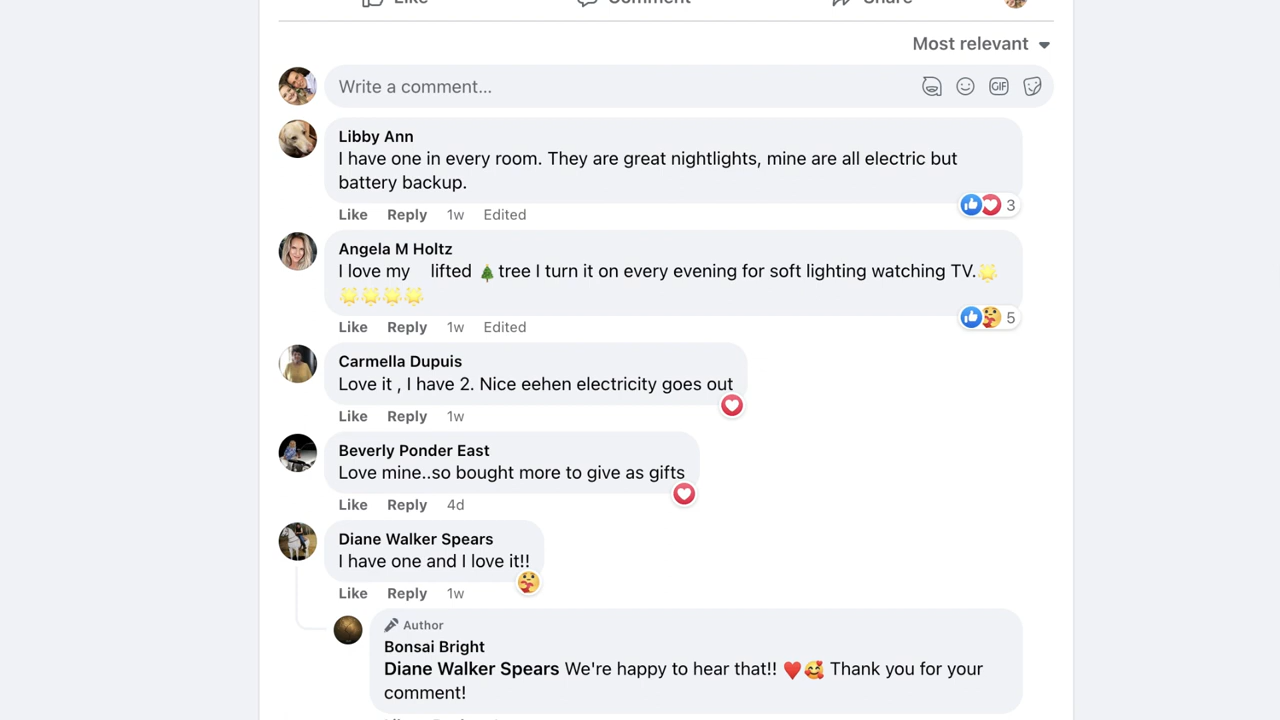 Like Comment Share
Most relevant
Write a comment...
GIF
Libby Ann
I have one in every room. They are great nightlights, mine are all electric but
battery backup.
3
Like Reply 1w Edited
Angela M Holtz
I love my lifted 🎄tree I turn it on every evening for soft lighting watching TV.🌟
🌟🌟🌟🌟
5
Like Reply 1w Edited
Carmella Dupuis
Love it , I have 2. Nice eehen electricity goes out
Like Reply 1w
Beverly Ponder East
Love mine..so bought more to give as gifts
Like Reply 4d
Diane Walker Spears
I have one and I love it!!
Like Reply 1w
Author
Bonsai Bright
Diane Walker Spears We're happy to hear that!! ♥️🥰 Thank you for your
comment!